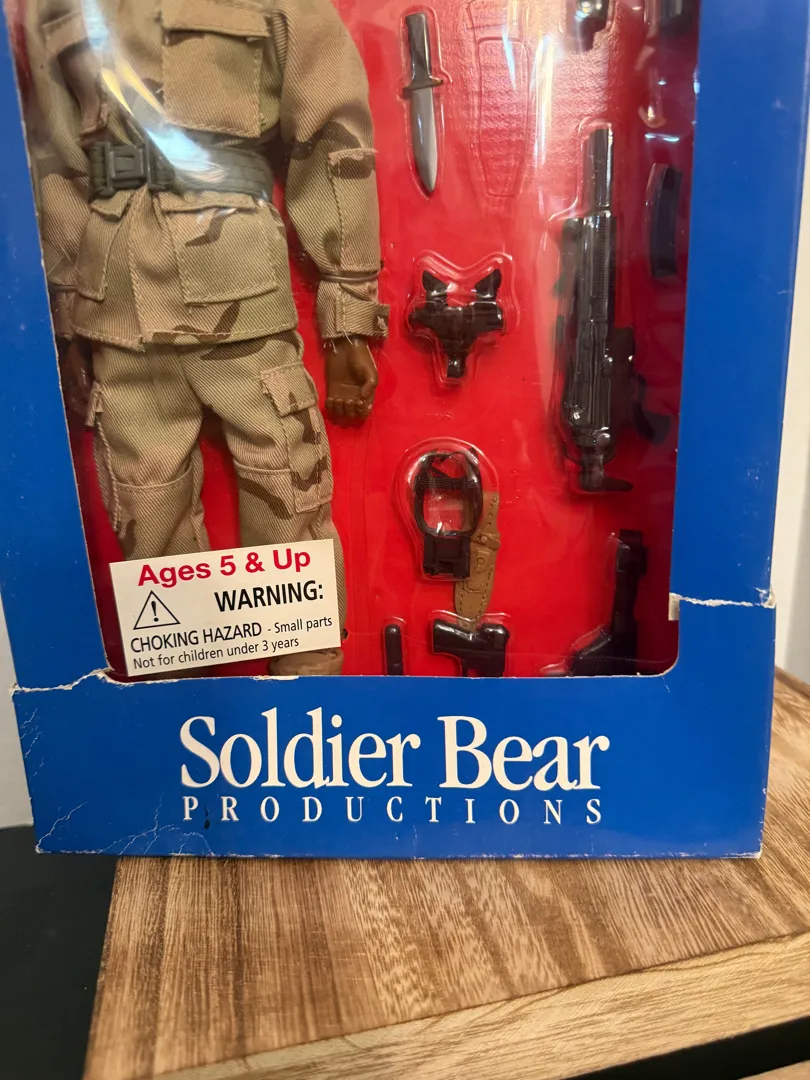 Ages 5 & Up
WARNING:
CHOKING HAZARD - Small parts
Not for children under 3 years
Soldier Bear
PRODUCTIONS